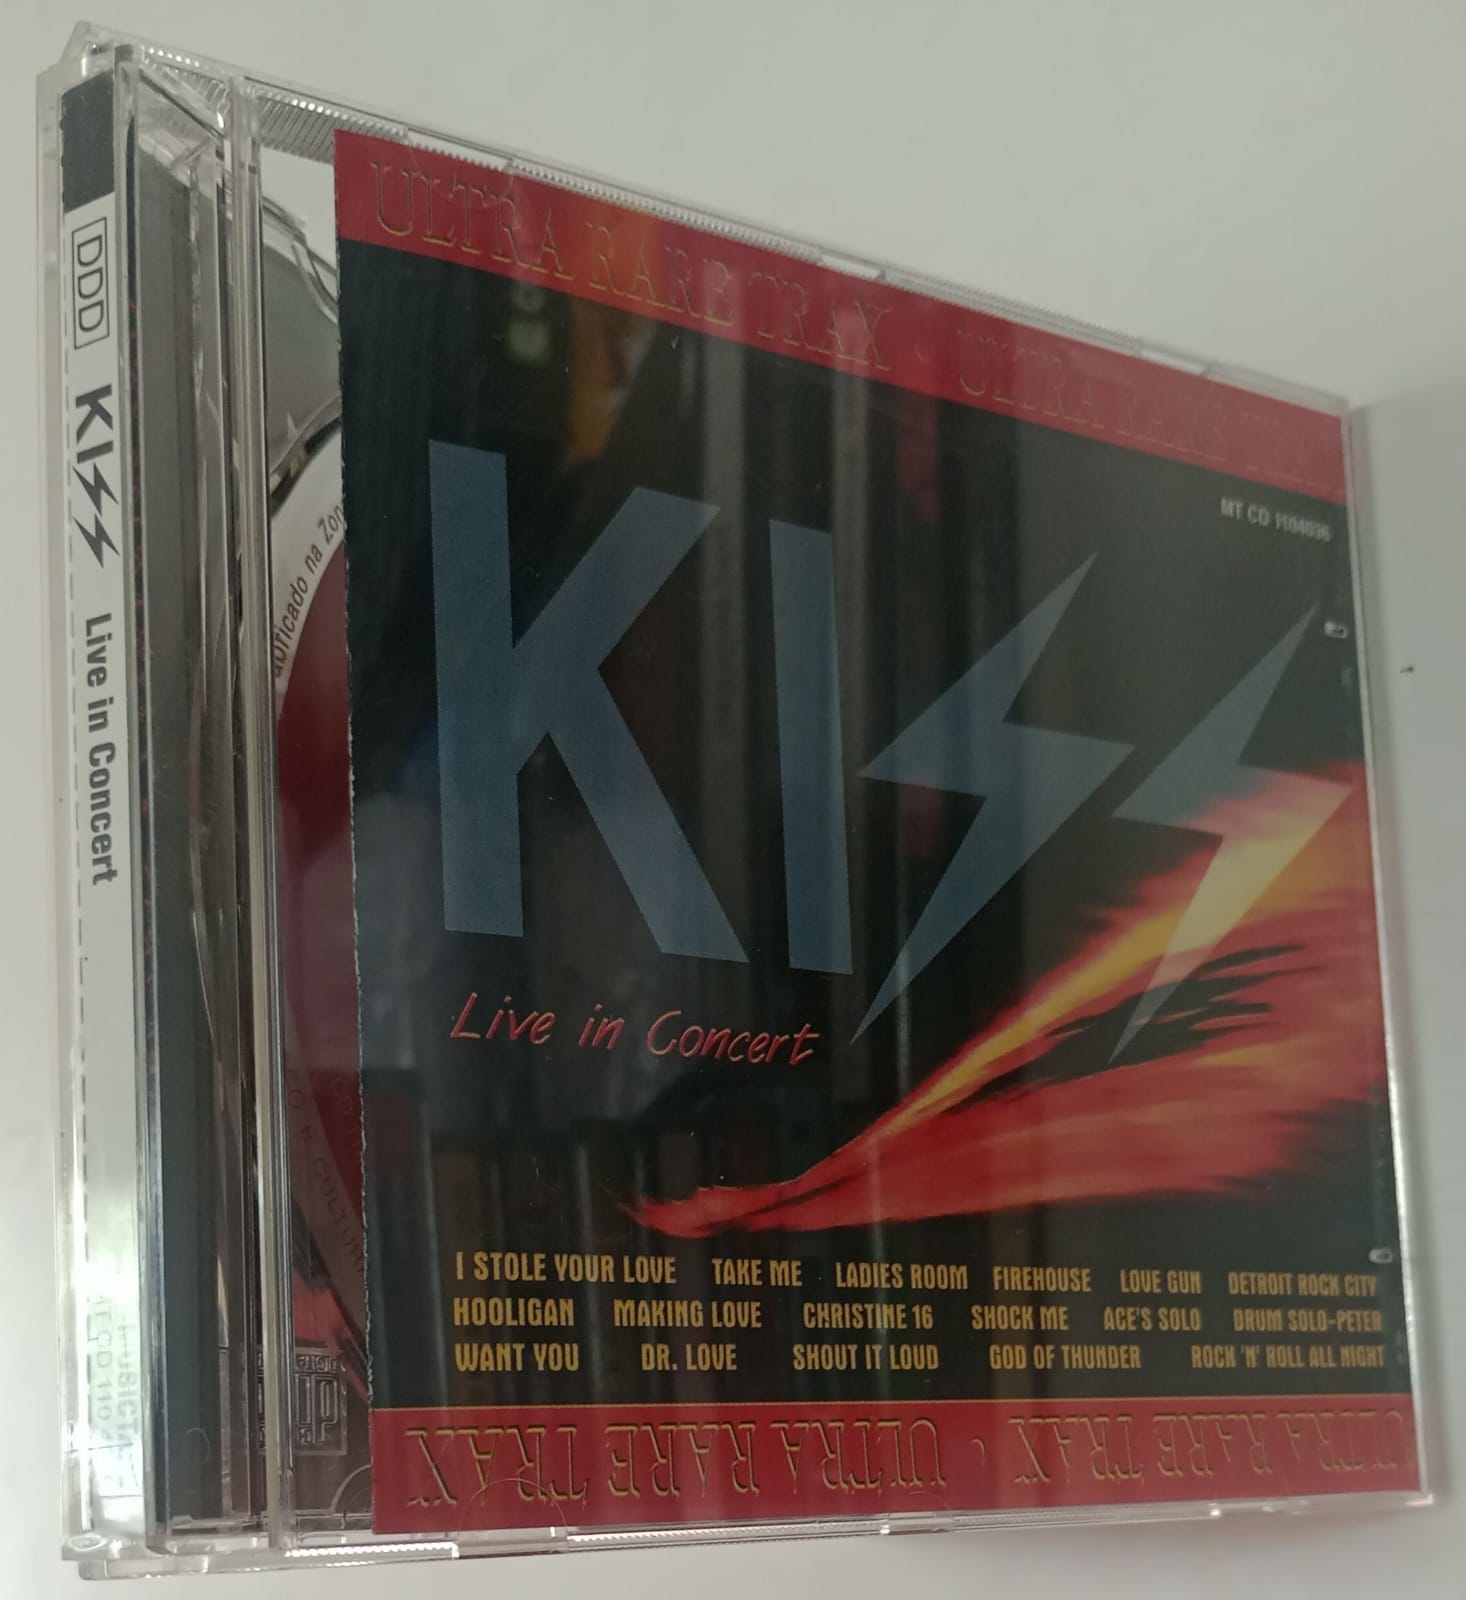 DDD KISS Live in Concert
ULTRA RARE TRAX · ULTRA RARE TRAX
MT CD 1104036
KISS
Live in Concert
I STOLE YOUR LOVE TAKE ME LADIES ROOM FIREHOUSE LOVE GUN DETROIT ROCK CITY
HOOLIGAN MAKING LOVE CHRISTINE 16 SHOCK ME ACE'S SOLO DRUM SOLO-PETER
WANT YOU DR. LOVE SHOUT IT LOUD GOD OF THUNDER ROCK 'N' ROLL ALL NIGHT
ULTRA RARE TRAX · ULTRA RARE TRAX
na
E CULTURA